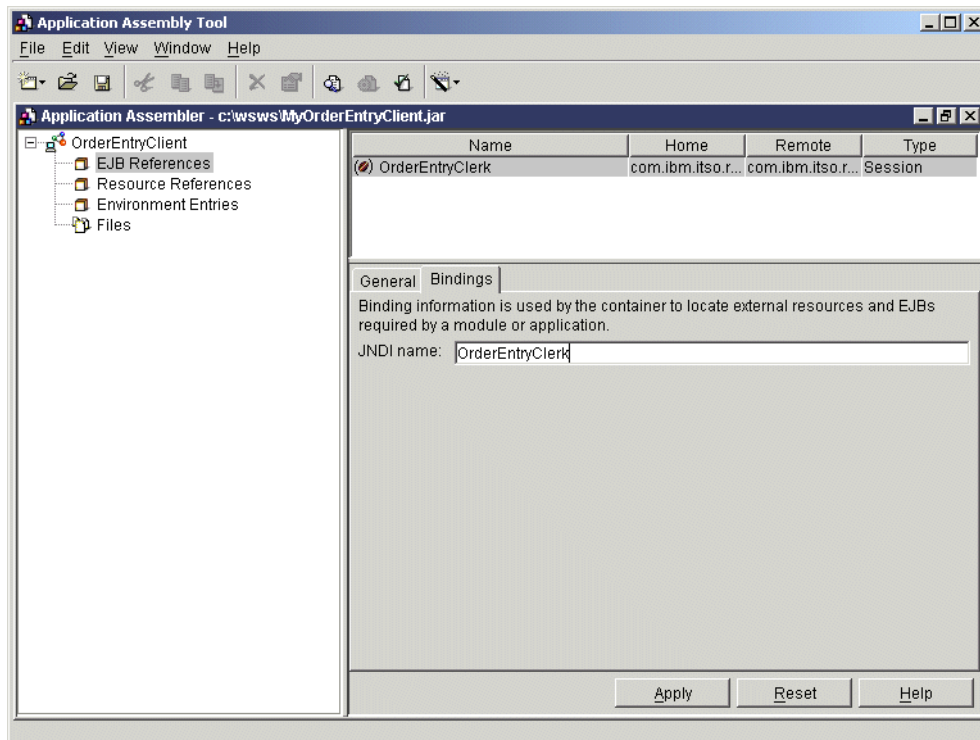 Application Assembly Tool
File Edit View Window Help
Application Assembler - c:\wsws\MyOrderEntryClient.jar
OrderEntryClient
EJB References
Resource References
Environment Entries
Files
Name Home Remote Type
OrderEntryClerk com.ibm.itso.r... com.ibm.itso.r... Session
General Bindings
Binding information is used by the container to locate external resources and EJBs
required by a module or application.
JNDI name: OrderEntryClerk
Apply Reset Help